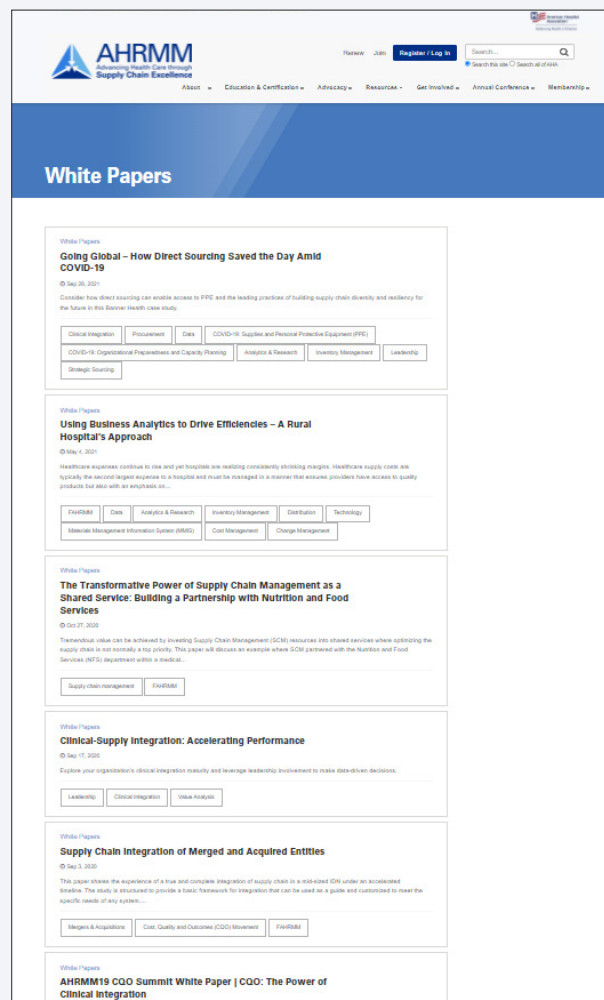 American Hospital
Association
Advancing Health in America
AHRMM
Advancing Health Care through
Supply Chain Excellence
Renew Join Register / Log In Search...
Search this site Search all of AHA
About Education & Certification Advocacy Resources Get Involved Annual Conference Membership
White Papers
White Papers
Going Global – How Direct Sourcing Saved the Day Amid
COVID-19
Sep 28, 2021
Consider how direct sourcing can enable access to PPE and the leading practices of building supply chain diversity and resiliency for
the future in this Banner Health case study.
Clinical Integration Procurement Data COVID-19: Supplies and Personal Protective Equipment (PPE)
COVID-19: Organizational Preparedness and Capacity Planning Analytics & Research Inventory Management Leadership
Strategic Sourcing
White Papers
Using Business Analytics to Drive Efficiencies – A Rural
Hospital's Approach
May 4, 2021
Healthcare expenses continue to rise and yet hospitals are realizing consistently shrinking margins. Healthcare supply costs are
typically the second largest expense to a hospital and must be managed in a manner that ensures providers have access to quality
products but also with an emphasis on...
FAHRMM Data Analytics & Research Inventory Management Distribution Technology
Materials Management Information System (MMIS) Cost Management Change Management
White Papers
The Transformative Power of Supply Chain Management as a
Shared Service: Building a Partnership with Nutrition and Food
Services
Oct 27, 2020
Tremendous value can be achieved by investing Supply Chain Management (SCM) resources into shared services where optimizing the
supply chain is not normally a top priority. This paper will discuss an example where SCM partnered with the Nutrition and Food
Services (NFS) department within a medical...
Supply chain management FAHRMM
White Papers
Clinical-Supply Integration: Accelerating Performance
Sep 17, 2020
Explore your organization's clinical integration maturity and leverage leadership involvement to make data-driven decisions.
Leadership Clinical Integration Value Analysis
White Papers
Supply Chain Integration of Merged and Acquired Entities
Sep 3, 2020
This paper shares the experience of a true and complete integration of supply chain in a mid-sized IDN under an accelerated
timeline. The study is structured to provide a basic framework for integration that can be used as a guide and customized to meet the
specific needs of any system....
Mergers & Acquisitions Cost, Quality and Outcomes (CQO) Movement FAHRMM
White Papers
AHRMM19 CQO Summit White Paper | CQO: The Power of
Clinical Integration